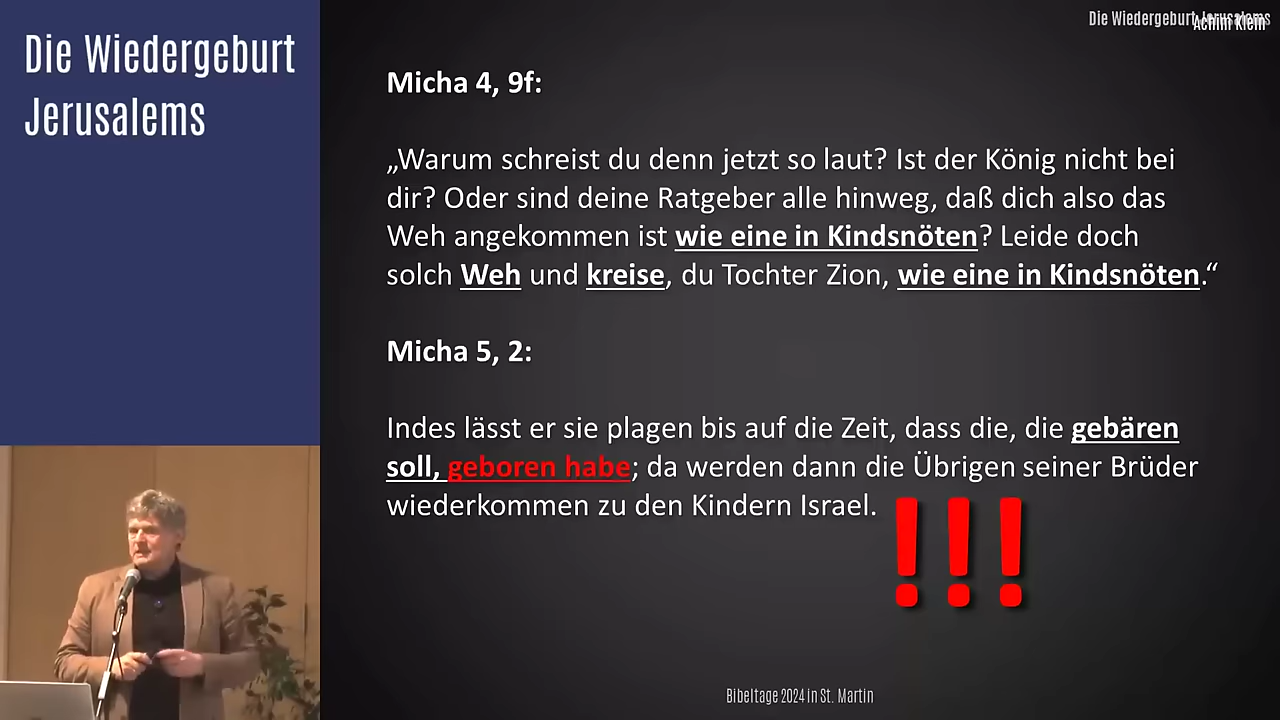 Die Wiedergeburt
Jerusalems
Die Wiedergeburt Jerusalems
Achim Klein
Micha 4, 9f:
„Warum schreist du denn jetzt so laut? Ist der König nicht bei
dir? Oder sind deine Ratgeber alle hinweg, daß dich also das
Weh angekommen ist wie eine in Kindsnöten? Leide doch
solch Weh und kreise, du Tochter Zion, wie eine in Kindsnöten.“
Micha 5, 2:
Indes lässt er sie plagen bis auf die Zeit, dass die, die gebären
soll, geboren habe; da werden dann die Übrigen seiner Brüder
wiederkommen zu den Kindern Israel.
!!!
Bibeltage 2024 in St. Martin